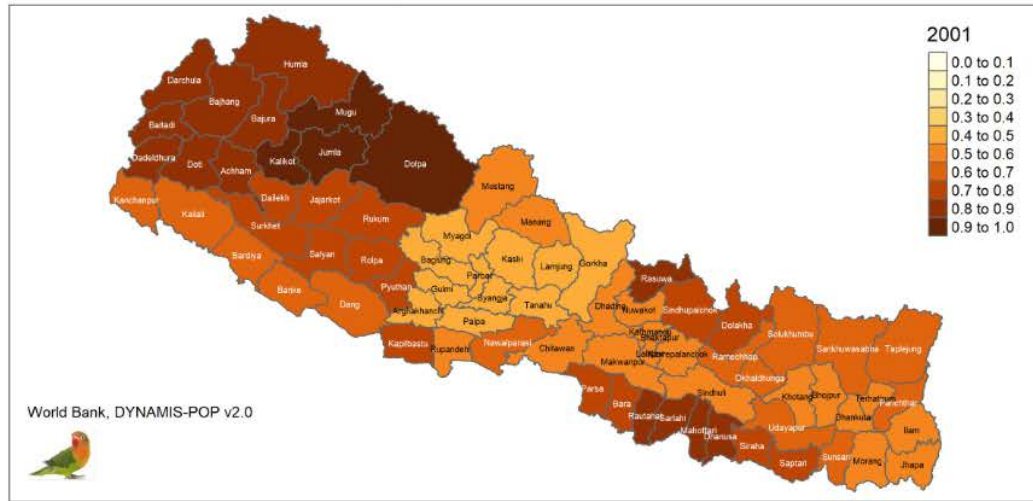 2001
0.0 to 0.1
0.1 to 0.2
0.2 to 0.3
0.3 to 0.4
0.4 to 0.5
0.5 to 0.6
0.6 to 0.7
0.7 to 0.8
0.8 to 0.9
0.9 to 1.0
Humla
Darchula
Bajhang
Mugu
Baitadi
Bajura
Jumla
Dolpa
Kalikot
Dadeldhura
Doti
Achham
Mustang
Kanchanpur
Kailali
Dailekh
Jajarkot
Rukum
Manang
Surkhet
Myagdi
Bardiya
Salyan
Rolpa
Baglung
Kaski
Lamjung
Gorkha
Parbat
Rasuwa
Banke
Dang
Pyuthan
Gulmi
Syangja
Tanahu
Dhading
Nuwakot
Sindhupalchok
Arghakhanchi
Palpa
Dolakha
Kapilbastu
Rupandehi
Nawalparasi
Chitawan
Kathmandu
Bhaktapur
Lalitpur
Kavrepalanchok
Ramechhap
Solukhumbu
Sankhuwasabha
Taplejung
Makwanpur
Okhaldhunga
Sindhuli
Khotang
Bhojpur
Terhathum
Panchthar
Parsa
Bara
Rautahat
Sarlahi
Mahottari
Dhanusa
Siraha
Udayapur
Dhankuta
Ilam
Saptari
Sunsari
Morang
Jhapa
World Bank, DYNAMIS-POP v2.0